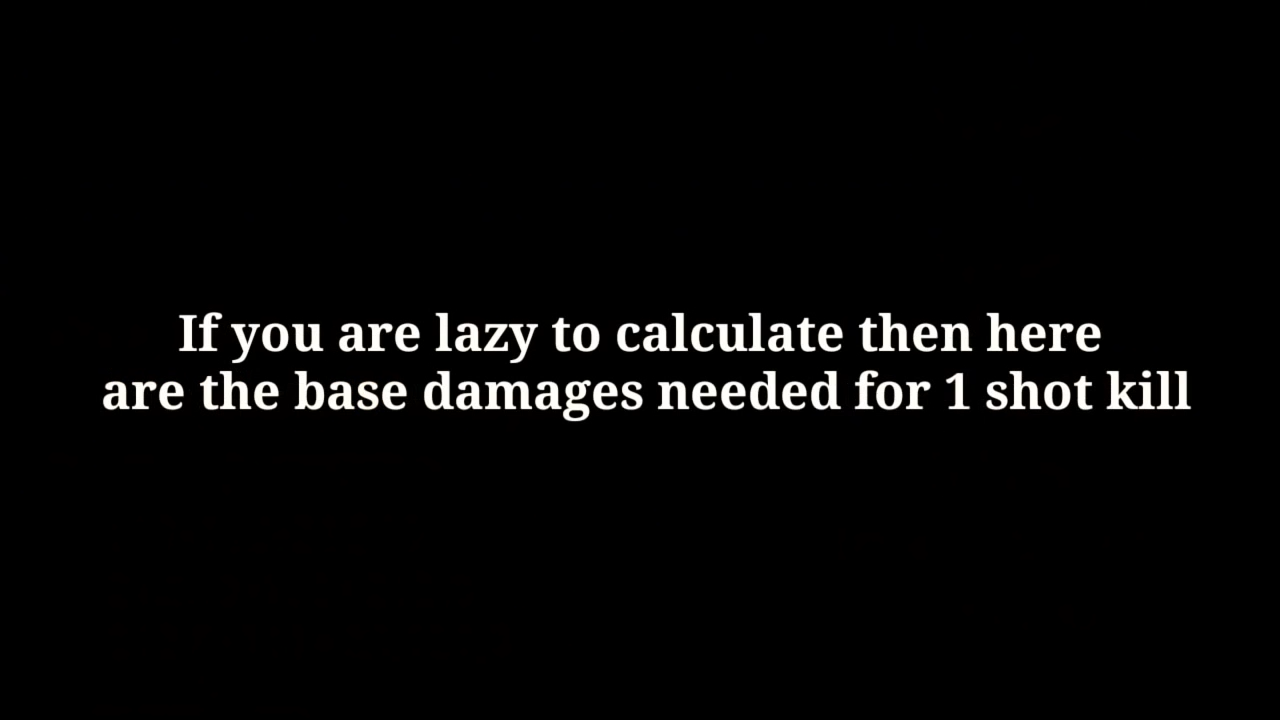 If you are lazy to calculate then here
are the base damages needed for 1 shot kill